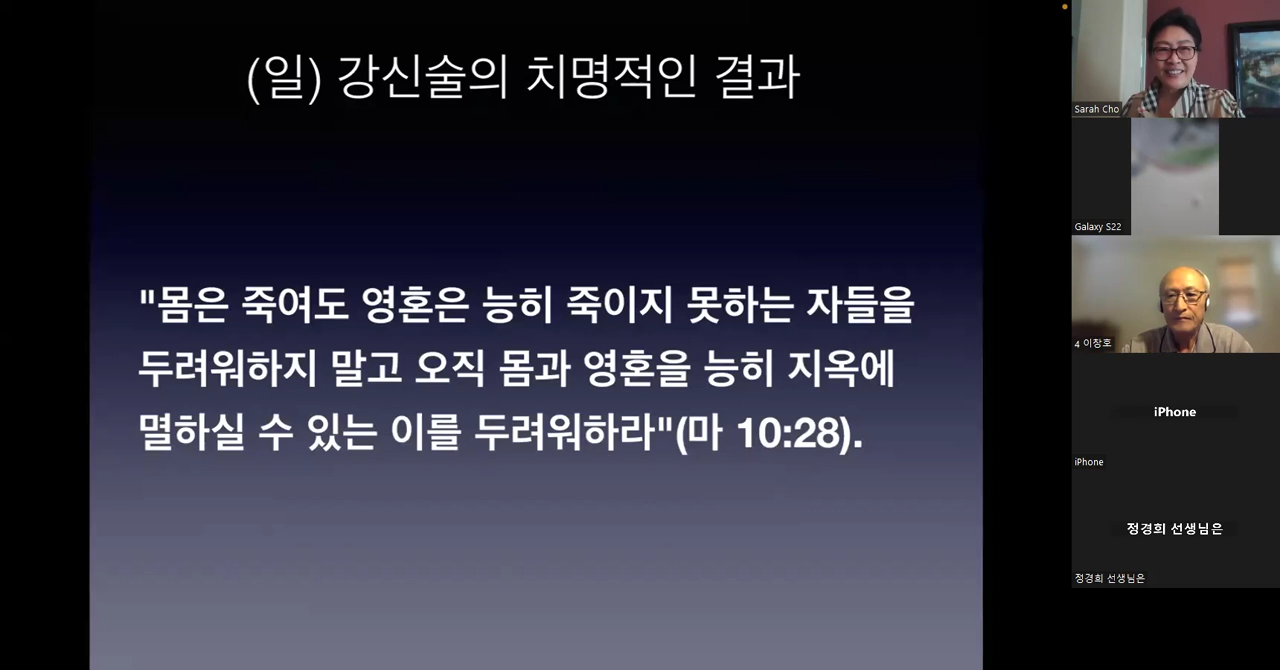 (일) 강신술의 치명적인 결과
"몸은 죽여도 영혼은 능히 죽이지 못하는 자들을
두려워하지 말고 오직 몸과 영혼을 능히 지옥에
멸하실 수 있는 이를 두려워하라"(마 10:28).
Sarah Cho
Galaxy S22
4 이창호
iPhone
iPhone
정경희 선생님은
정경희 선생님은